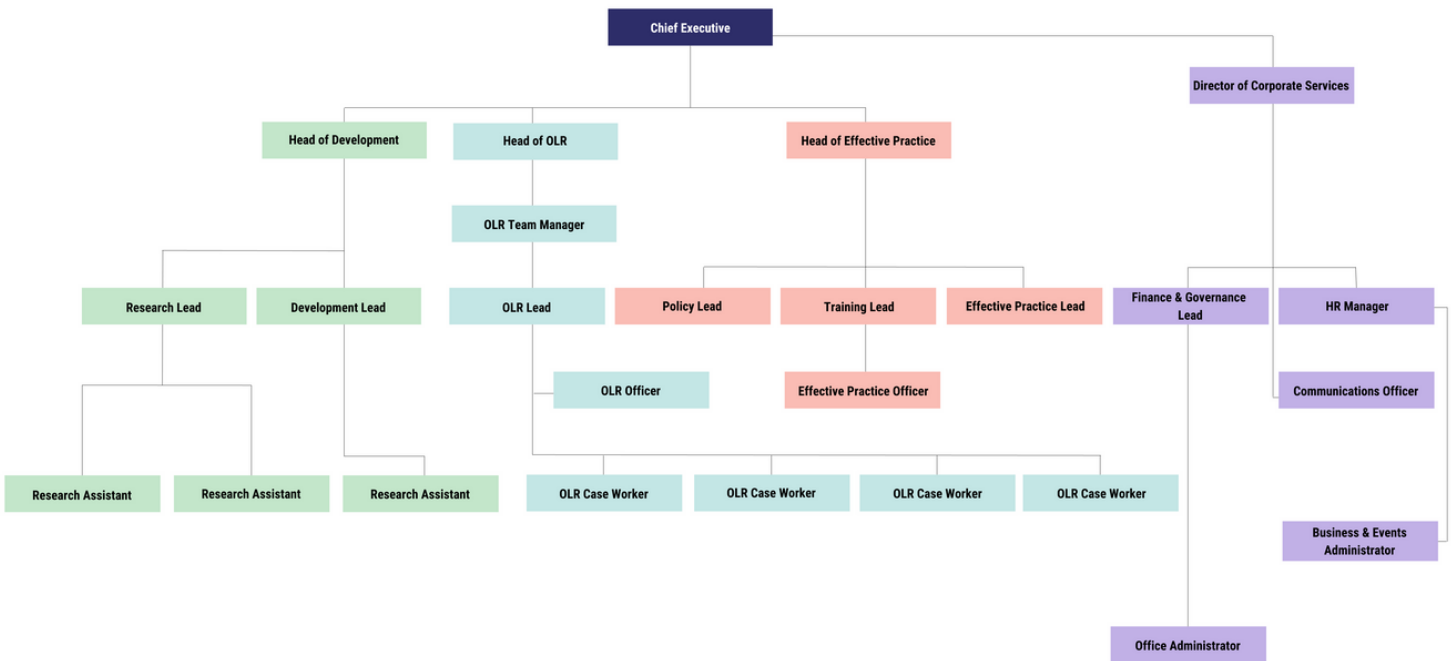 Chief Executive
Director of Corporate Services
Head of Development
Head of OLR
Head of Effective Practice
OLR Team Manager
Research Lead
Development Lead
OLR Lead
Policy Lead
Training Lead
Effective Practice Lead
Finance & Governance
Lead
HR Manager
OLR Officer
Effective Practice Officer
Communications Officer
Research Assistant
Research Assistant
Research Assistant
OLR Case Worker
OLR Case Worker
OLR Case Worker
OLR Case Worker
Business & Events
Administrator
Office Administrator